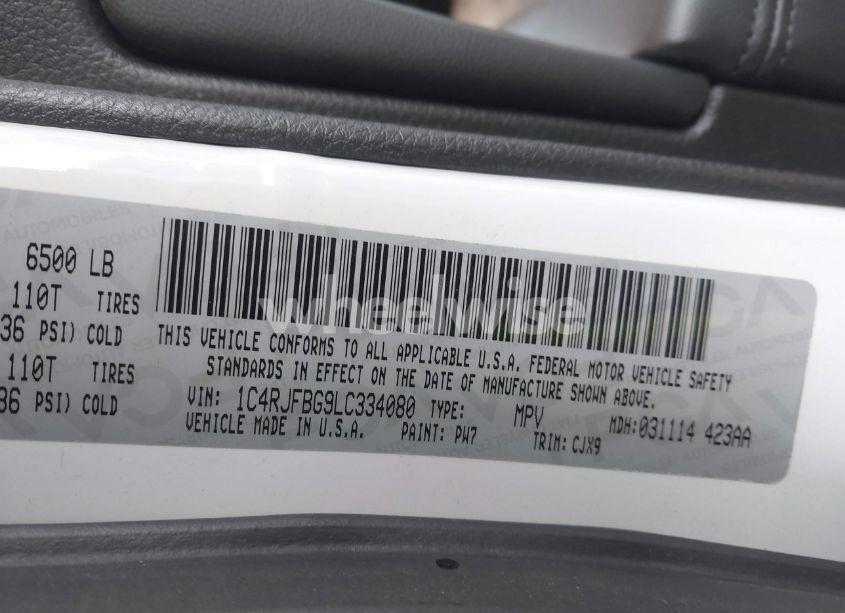 6500 LB
110T TIRES
36 PSI) COLD
110T TIRES
36 PSI) COLD
wheelwise
THIS VEHICLE CONFORMS TO ALL APPLICABLE U.S.A. FEDERAL MOTOR VEHICLE SAFETY
STANDARDS IN EFFECT ON THE DATE OF MANUFACTURE SHOWN ABOVE.
VIN: 1C4RJFBG9LC334080 TYPE: MPV MDH:031114 423AA
VEHICLE MADE IN U.S.A. PAINT: PW7 TRIM: CJX9